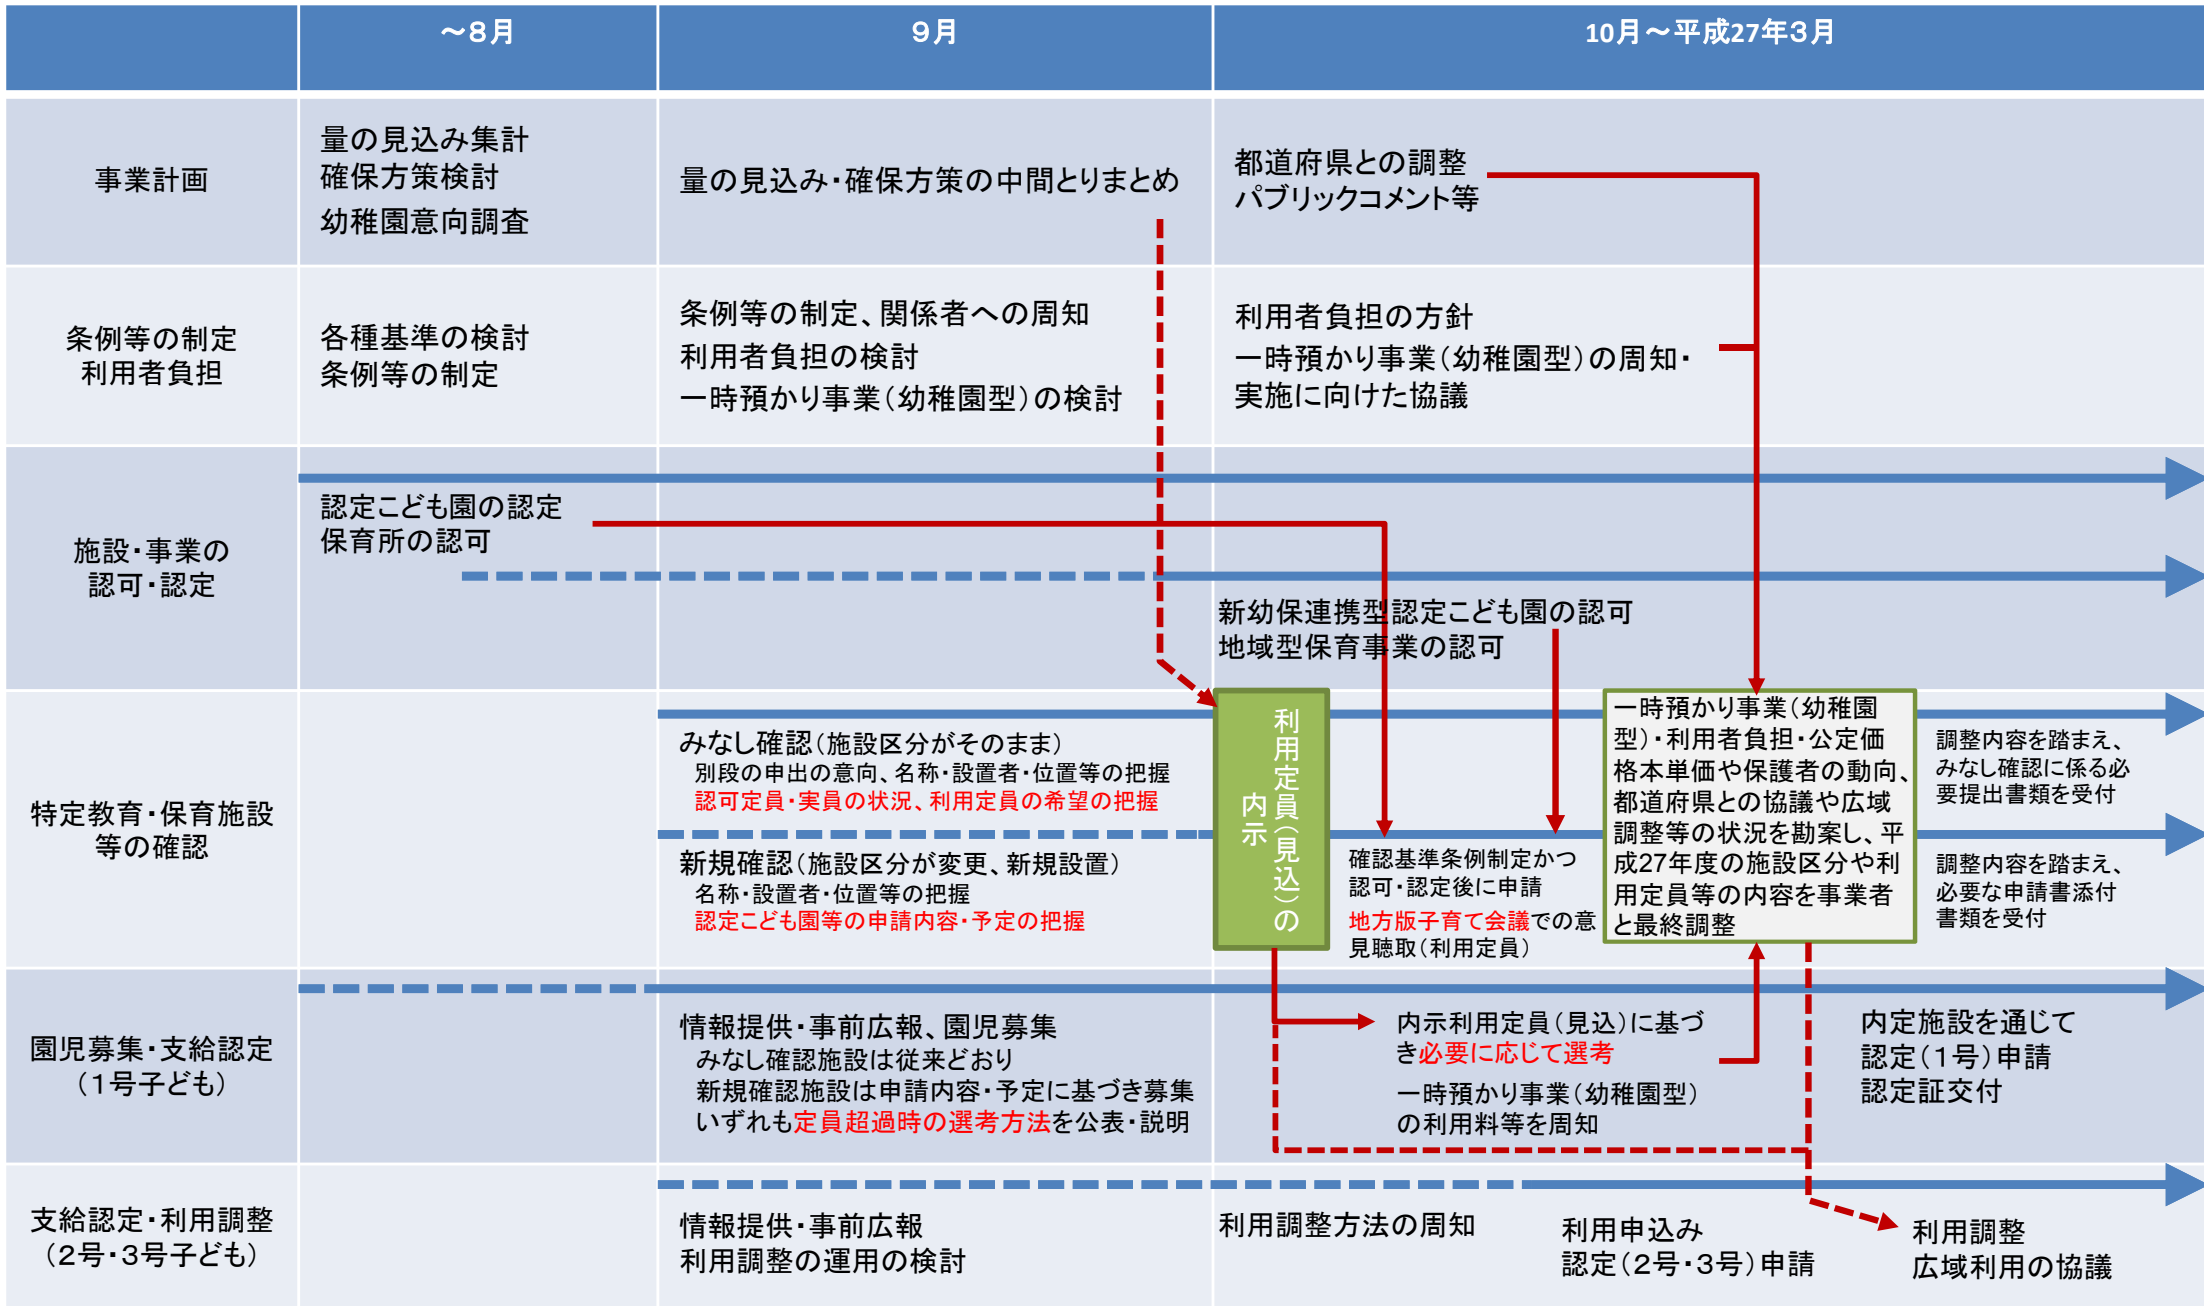 ~8月
9月
10月~平成27年3月
事業計画
量の見込み集計
確保方策検討
幼稚園意向調査
量の見込み・確保方策の中間とりまとめ
都道府県との調整
パブリックコメント等
条例等の制定
利用者負担
各種基準の検討
条例等の制定
条例等の制定、関係者への周知
利用者負担の検討
一時預かり事業(幼稚園型)の検討
利用者負担の方針
一時預かり事業(幼稚園型)の周知・
実施に向けた協議
施設・事業の
認可・認定
認定こども園の認定
保育所の認可
新幼保連携型認定こども園の認可
地域型保育事業の認可
特定教育・保育施設
等の確認
みなし確認(施設区分がそのまま)
別段の申出の意向、名称・設置者・位置等の把握
認可定員・実員の状況、利用定員の希望の把握
新規確認(施設区分が変更、新規設置)
名称・設置者・位置等の把握
認定こども園等の申請内容・予定の把握
利用定員(見込)の
内示
確認基準条例制定かつ
認可・認定後に申請
地方版子育て会議での意
見聴取(利用定員)
一時預かり事業(幼稚園
型)・利用者負担・公定価
格本単価や保護者の動向、
都道府県との協議や広域
調整等の状況を勘案し、平
成27年度の施設区分や利
用定員等の内容を事業者
と最終調整
調整内容を踏まえ、
みなし確認に係る必
要提出書類を受付
調整内容を踏まえ、
必要な申請書添付
書類を受付
園児募集・支給認定
(1号子ども)
情報提供・事前広報、園児募集
みなし確認施設は従来どおり
新規確認施設は申請内容・予定に基づき募集
いずれも定員超過時の選考方法を公表・説明
内示利用定員(見込)に基づ
き必要に応じて選考
一時預かり事業(幼稚園型)
の利用料等を周知
内定施設を通じて
認定(1号)申請
認定証交付
支給認定・利用調整
(2号・3号子ども)
情報提供・事前広報
利用調整の運用の検討
利用調整方法の周知
利用申込み
認定(2号・3号)申請
利用調整
広域利用の協議